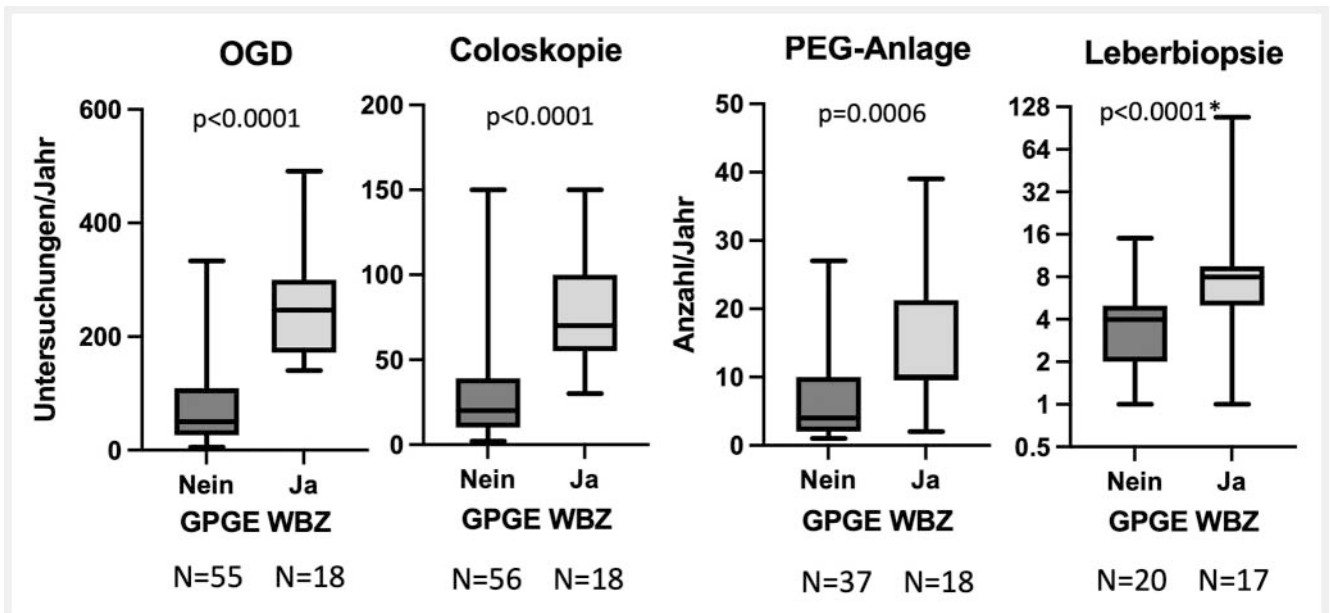 OGD
Coloskopie
PEG-Anlage
Leberbiopsie
Untersuchungen/Jahr
600
400
200
0
p<0.0001
Nein Ja
GPGE WBZ
N=55 N=18
200
150
100
50
0
p<0.0001
Nein Ja
GPGE WBZ
N=56 N=18
Anzahl/Jahr
50
40
30
20
10
0
p=0.0006
Nein Ja
GPGE WBZ
N=37 N=18
128
64
32
16
8
4
2
1
0.5
p<0.0001*
Nein Ja
GPGE WBZ
N=20 N=17